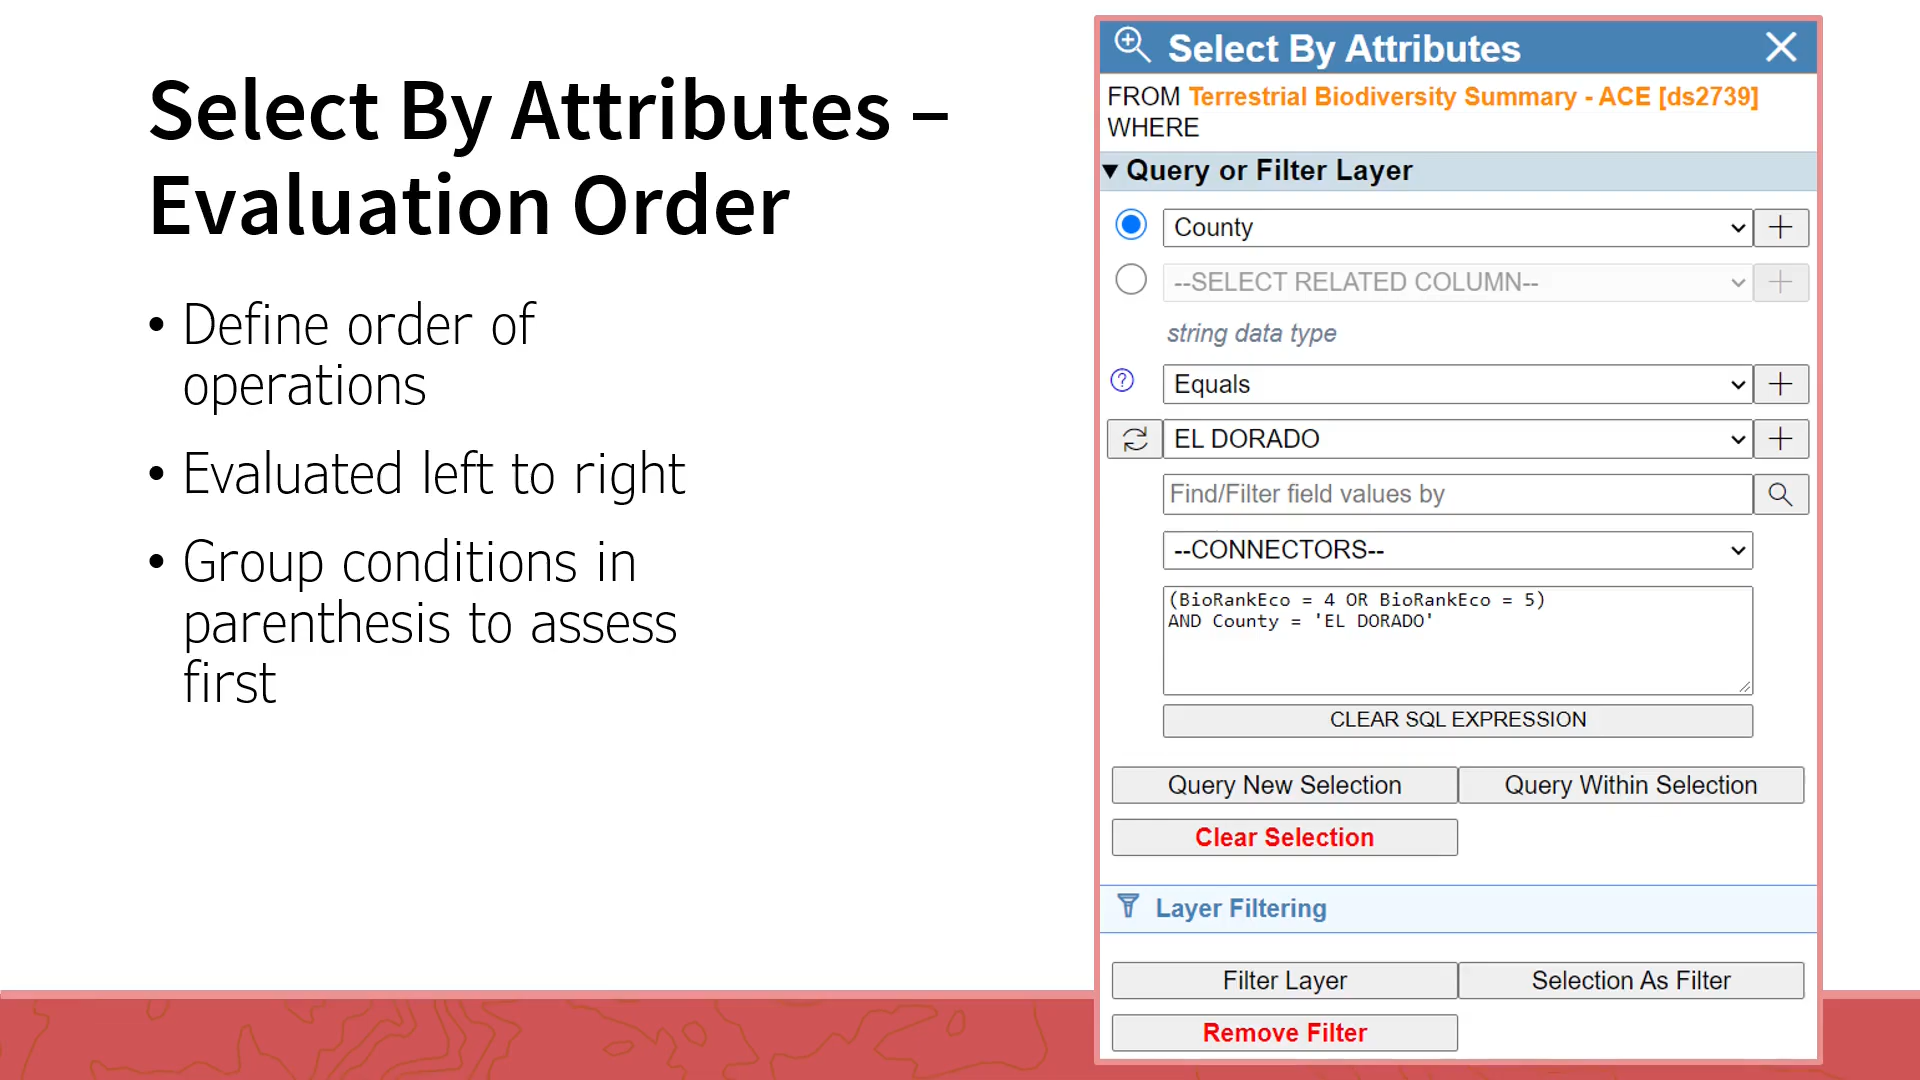 Select By Attributes –
Evaluation Order
• Define order of
operations
• Evaluated left to right
• Group conditions in
parenthesis to assess
first
Select By Attributes
FROM Terrestrial Biodiversity Summary - ACE [ds2739]
WHERE
Query or Filter Layer
County
--SELECT RELATED COLUMN--
string data type
Equals
EL DORADO
Find/Filter field values by
--CONNECTORS--
(BioRankEco = 4 OR BioRankEco = 5)
AND County = 'EL DORADO'
CLEAR SQL EXPRESSION
Query New Selection Query Within Selection
Clear Selection
Layer Filtering
Filter Layer Selection As Filter
Remove Filter